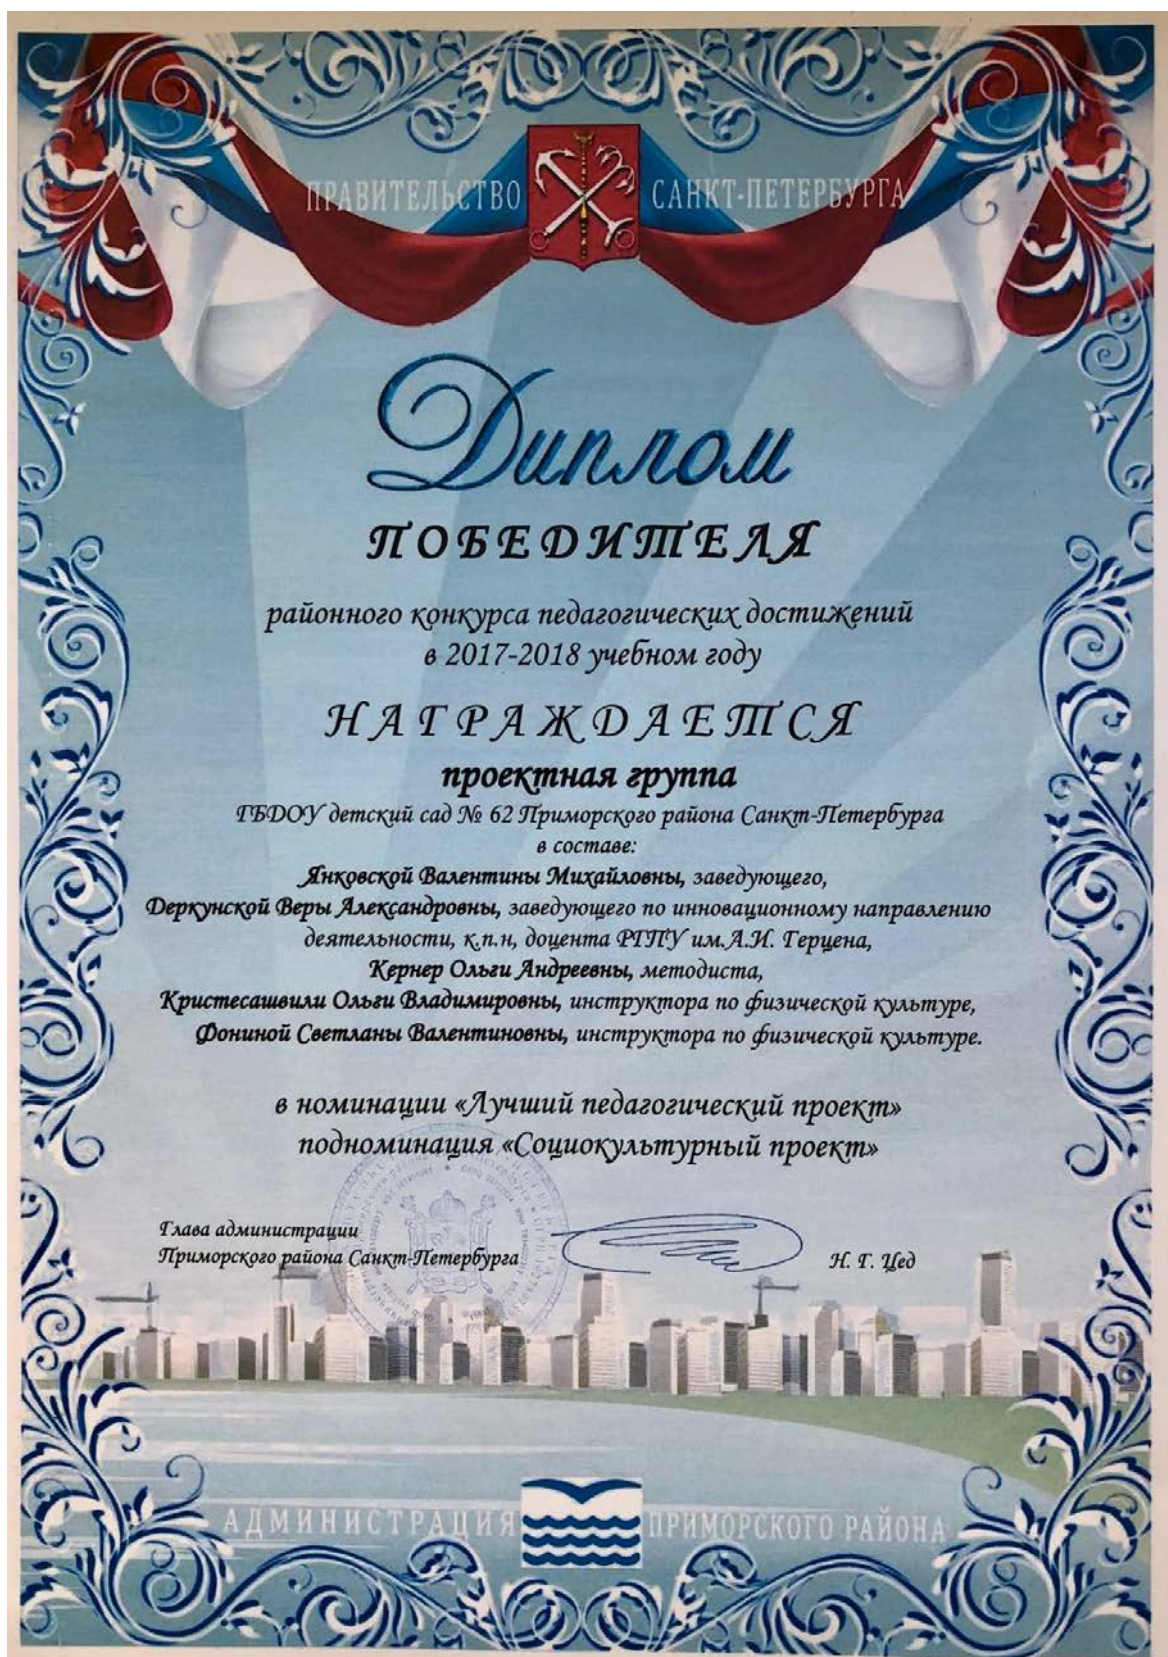 ПРАВИТЕЛЬСТВО САНКТ-ПЕТЕРБУРГА
Диплом
ПОБЕДИТЕЛЯ
районного конкурса педагогических достижений
в 2017-2018 учебном году
НАГРАЖДАЕТСЯ
проектная группа
ГБДОУ детский сад № 62 Приморского района Санкт-Петербурга
в составе:
Янковской Валентины Михайловны, заведующего,
Деркунской Веры Александровны, заведующего по инновационному направлению
деятельности, к.п.н, доцента РГПУ им.А.И. Герцена,
Кернер Ольги Андреевны, методиста,
Кристесашвили Ольги Владимировны, инструктора по физической культуре,
Фониной Светланы Валентиновны, инструктора по физической культуре.
в номинации «Лучший педагогический проект»
подноминация «Социокультурный проект»
Глава администрации
Приморского района Санкт-Петербурга Н. Г. Цед
АДМИНИСТРАЦИЯ ПРИМОРСКОГО РАЙОНА